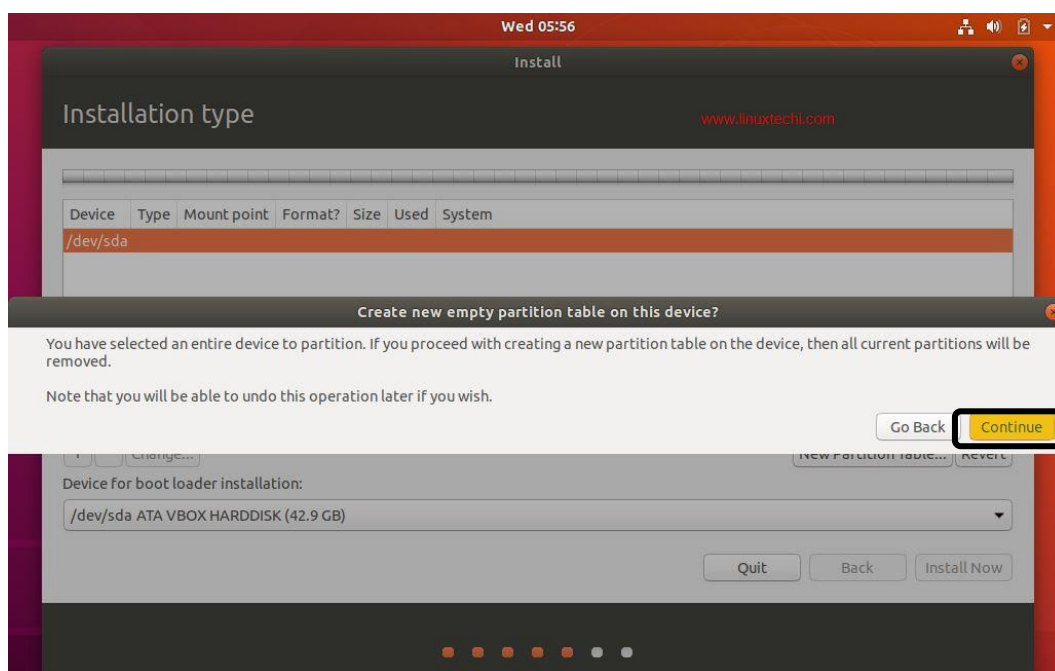 Wed 05:56
Install
Installation type
www.linuxtechi.com
Device Type Mount point Format? Size Used System
/dev/sda
Create new empty partition table on this device?
You have selected an entire device to partition. If you proceed with creating a new partition table on the device, then all current partitions will be
removed.
Note that you will be able to undo this operation later if you wish.
Go Back Continue
Change... New Partition Table... Revert
Device for boot loader installation:
/dev/sda ATA VBOX HARDDISK (42.9 GB)
Quit Back Install Now